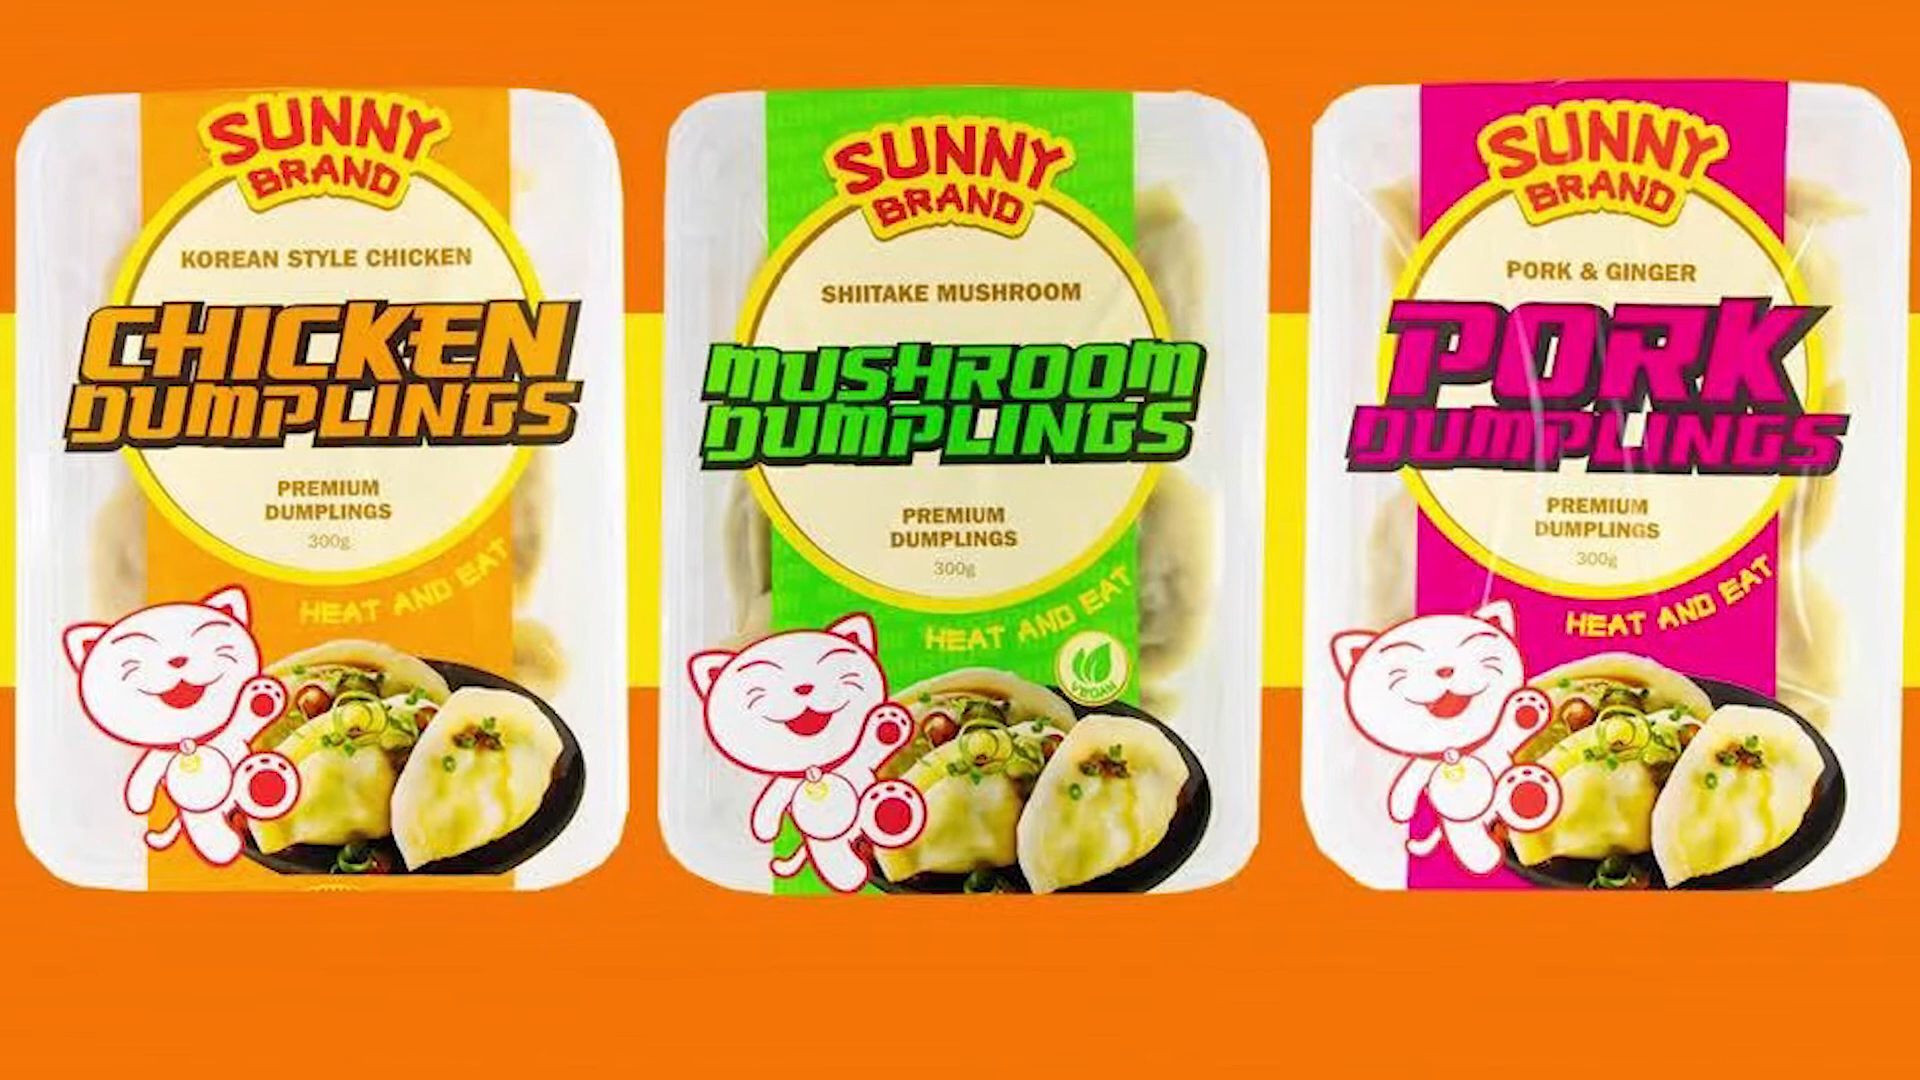 SUNNY
BRAND
KOREAN STYLE CHICKEN
CHICKEN
DUMPLINGS
PREMIUM
DUMPLINGS
300g
HEAT AND EAT
SUNNY
BRAND
SHIITAKE MUSHROOM
MUSHROOM
DUMPLINGS
PREMIUM
DUMPLINGS
300g
HEAT AND EAT
VEGAN
SUNNY
BRAND
PORK & GINGER
PORK
DUMPLINGS
PREMIUM
DUMPLINGS
300g
HEAT AND EAT